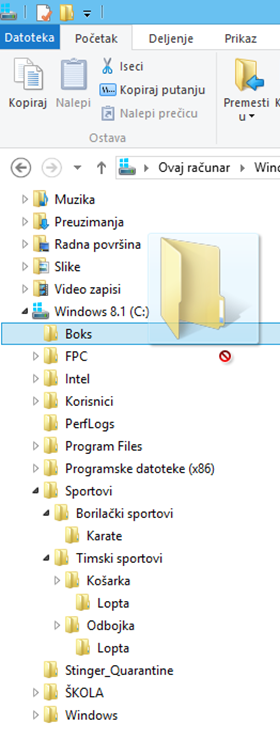 Datoteka Početak Deljenje Prikaz
Kopiraj Nalepi
Iseci
Kopiraj putanju
Nalepi prečicu
Premesti
u
Ostava
Ovaj računar
Muzika
Preuzimanja
Radna površina
Slike
Video zapisi
Windows 8.1 (C:)
Boks
FPC
Intel
Korisnici
PerfLogs
Program Files
Programske datoteke (x86)
Sportovi
Borilački sportovi
Karate
Timski sportovi
Košarka
Lopta
Odbojka
Lopta
Stinger_Quarantine
ŠKOLA
Windows